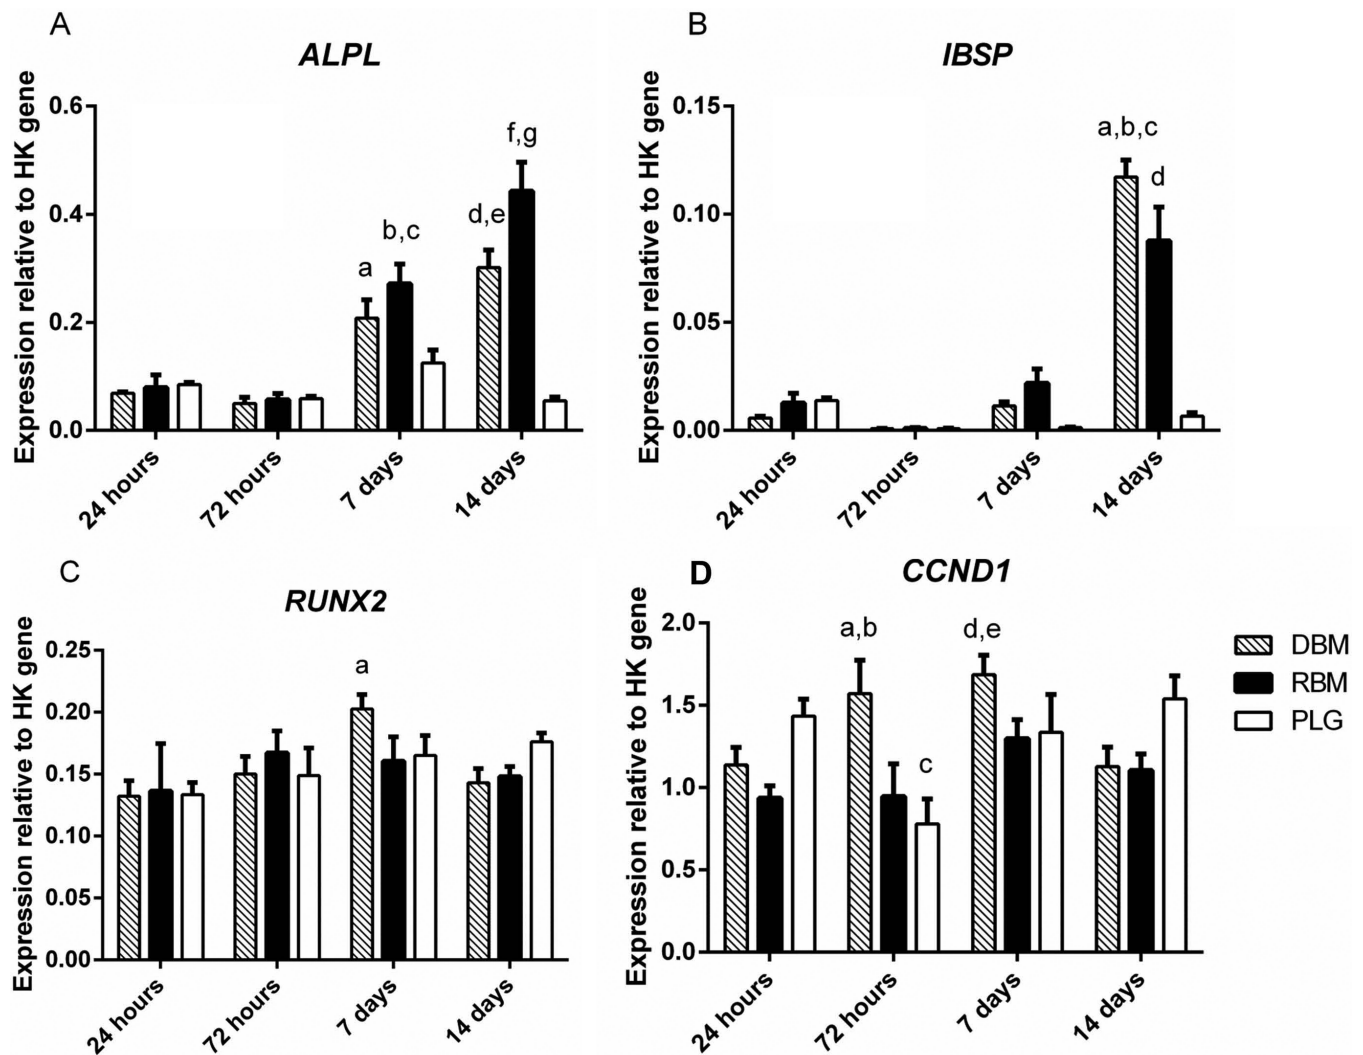 A
ALPL
Expression relative to HK gene
0.6
0.4
0.2
0.0
a
b,c
d,e
f,g
24 hours
72 hours
7 days
14 days
B
IBSP
Expression relative to HK gene
0.15
0.10
0.05
0.00
a,b,c
d
24 hours
72 hours
7 days
14 days
C
RUNX2
Expression relative to HK gene
0.25
0.20
0.15
0.10
0.05
0.00
a
24 hours
72 hours
7 days
14 days
D
CCND1
Expression relative to HK gene
2.0
1.5
1.0
0.5
0.0
a,b
c
d,e
24 hours
72 hours
7 days
14 days
DBM
RBM
PLG